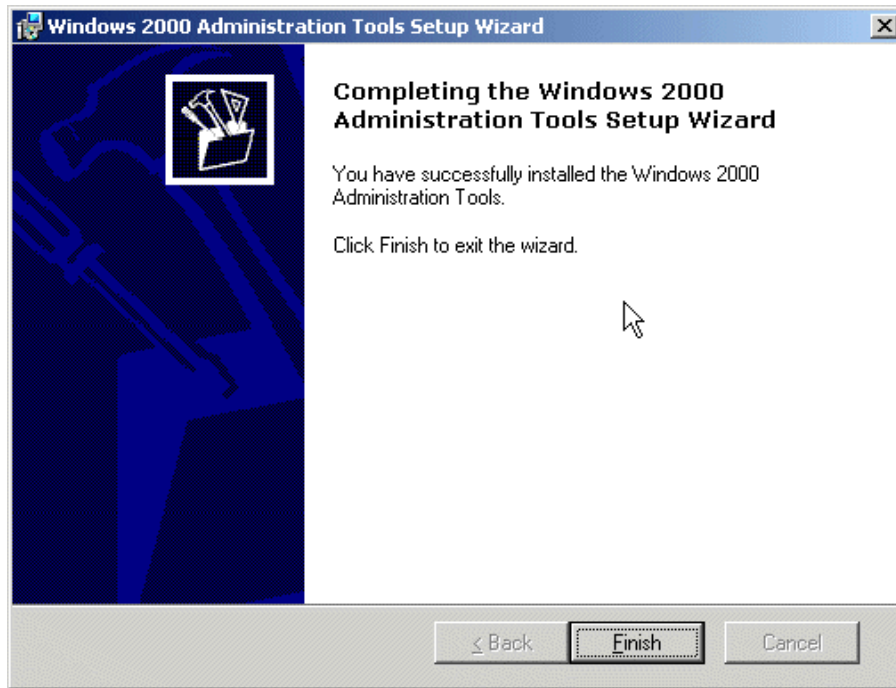 Windows 2000 Administration Tools Setup Wizard
Completing the Windows 2000
Administration Tools Setup Wizard
You have successfully installed the Windows 2000
Administration Tools.
Click Finish to exit the wizard.
< Back
Finish
Cancel